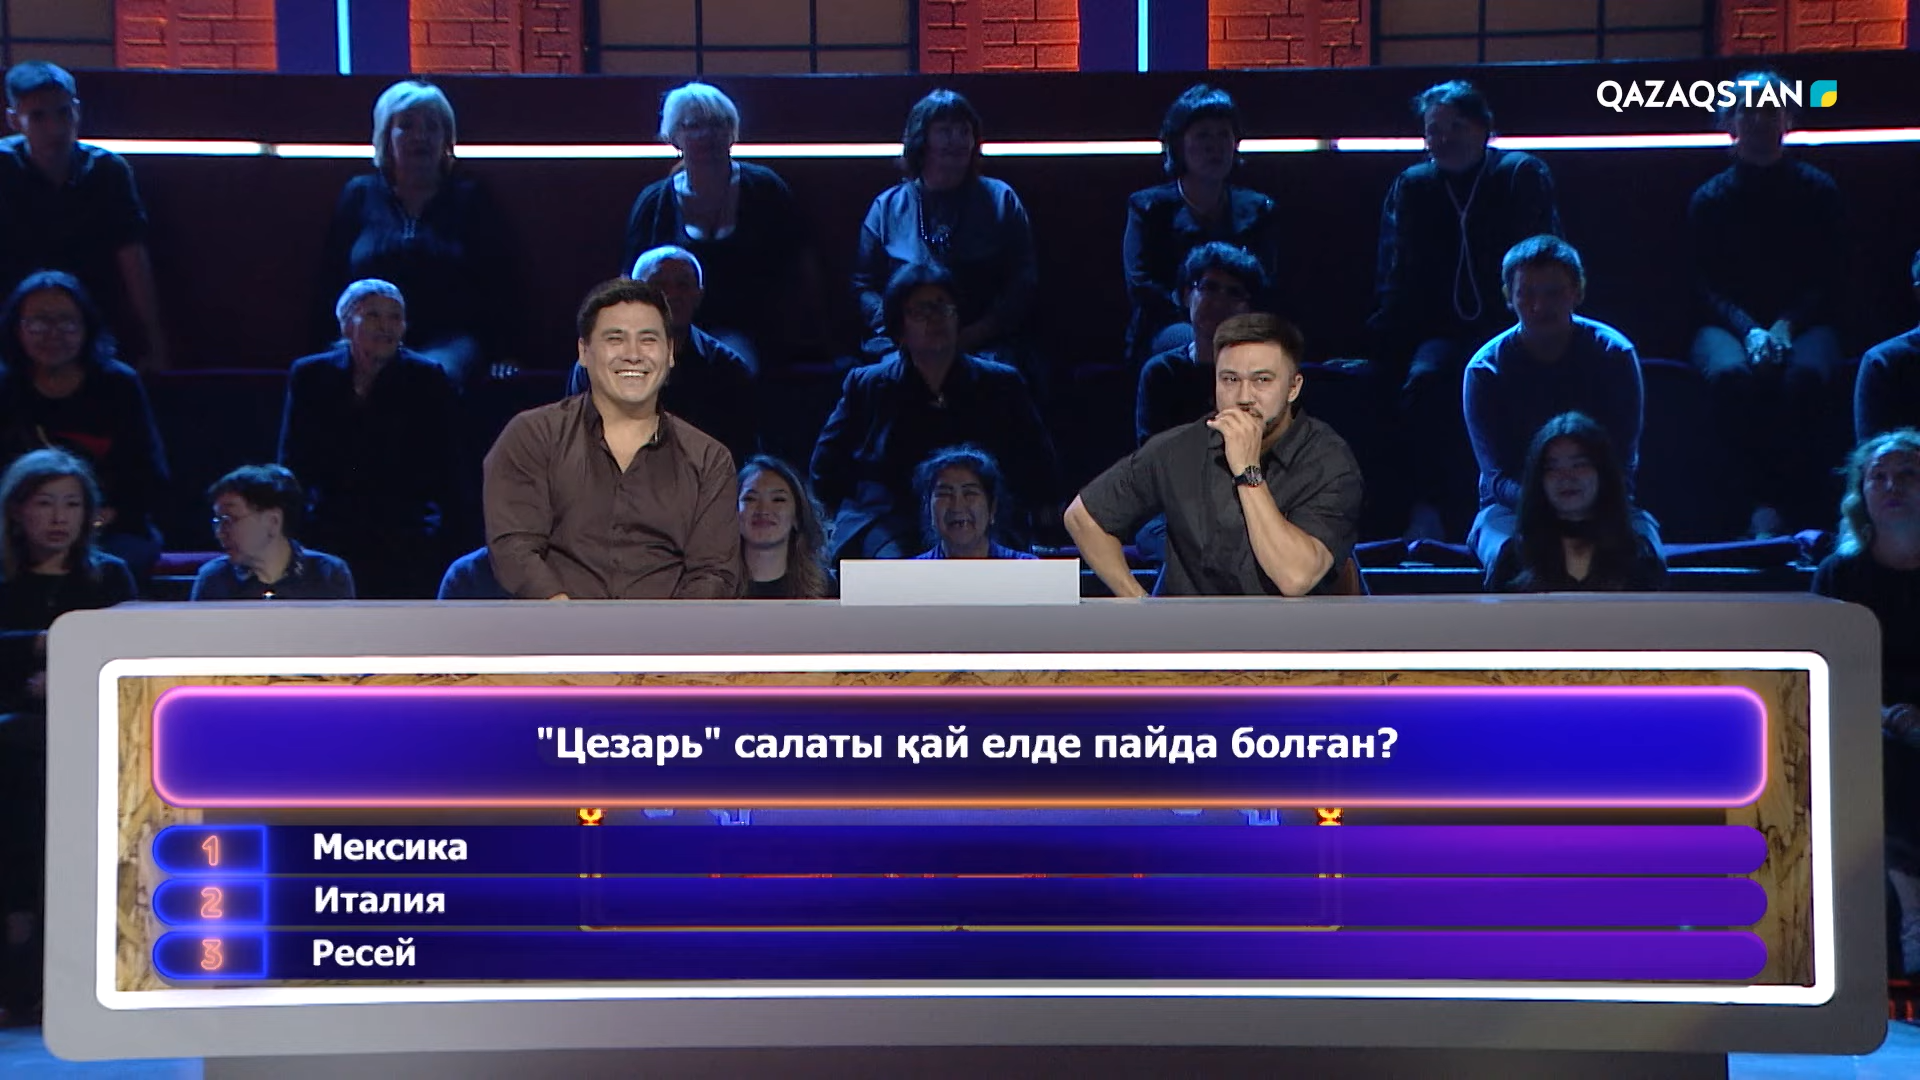 QAZAQSTAN
"Цезарь" салаты қай елде пайда болған?
1 Мексика
2 Италия
3 Ресей